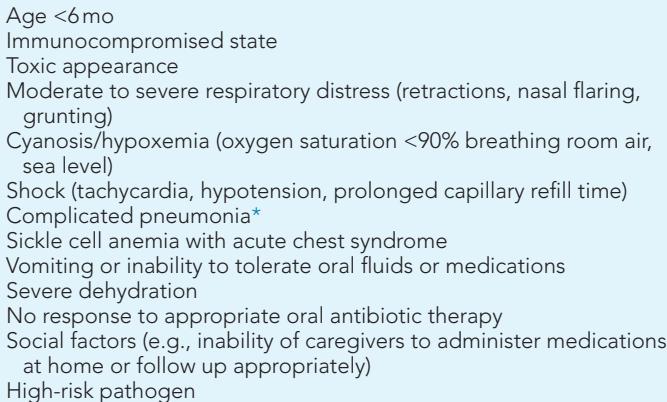 Age <6 mo
Immunocompromised state
Toxic appearance
Moderate to severe respiratory distress (retractions, nasal flaring,
grunting)
Cyanosis/hypoxemia (oxygen saturation <90% breathing room air,
sea level)
Shock (tachycardia, hypotension, prolonged capillary refill time)
Complicated pneumonia*
Sickle cell anemia with acute chest syndrome
Vomiting or inability to tolerate oral fluids or medications
Severe dehydration
No response to appropriate oral antibiotic therapy
Social factors (e.g., inability of caregivers to administer medications
at home or follow up appropriately)
High-risk pathogen